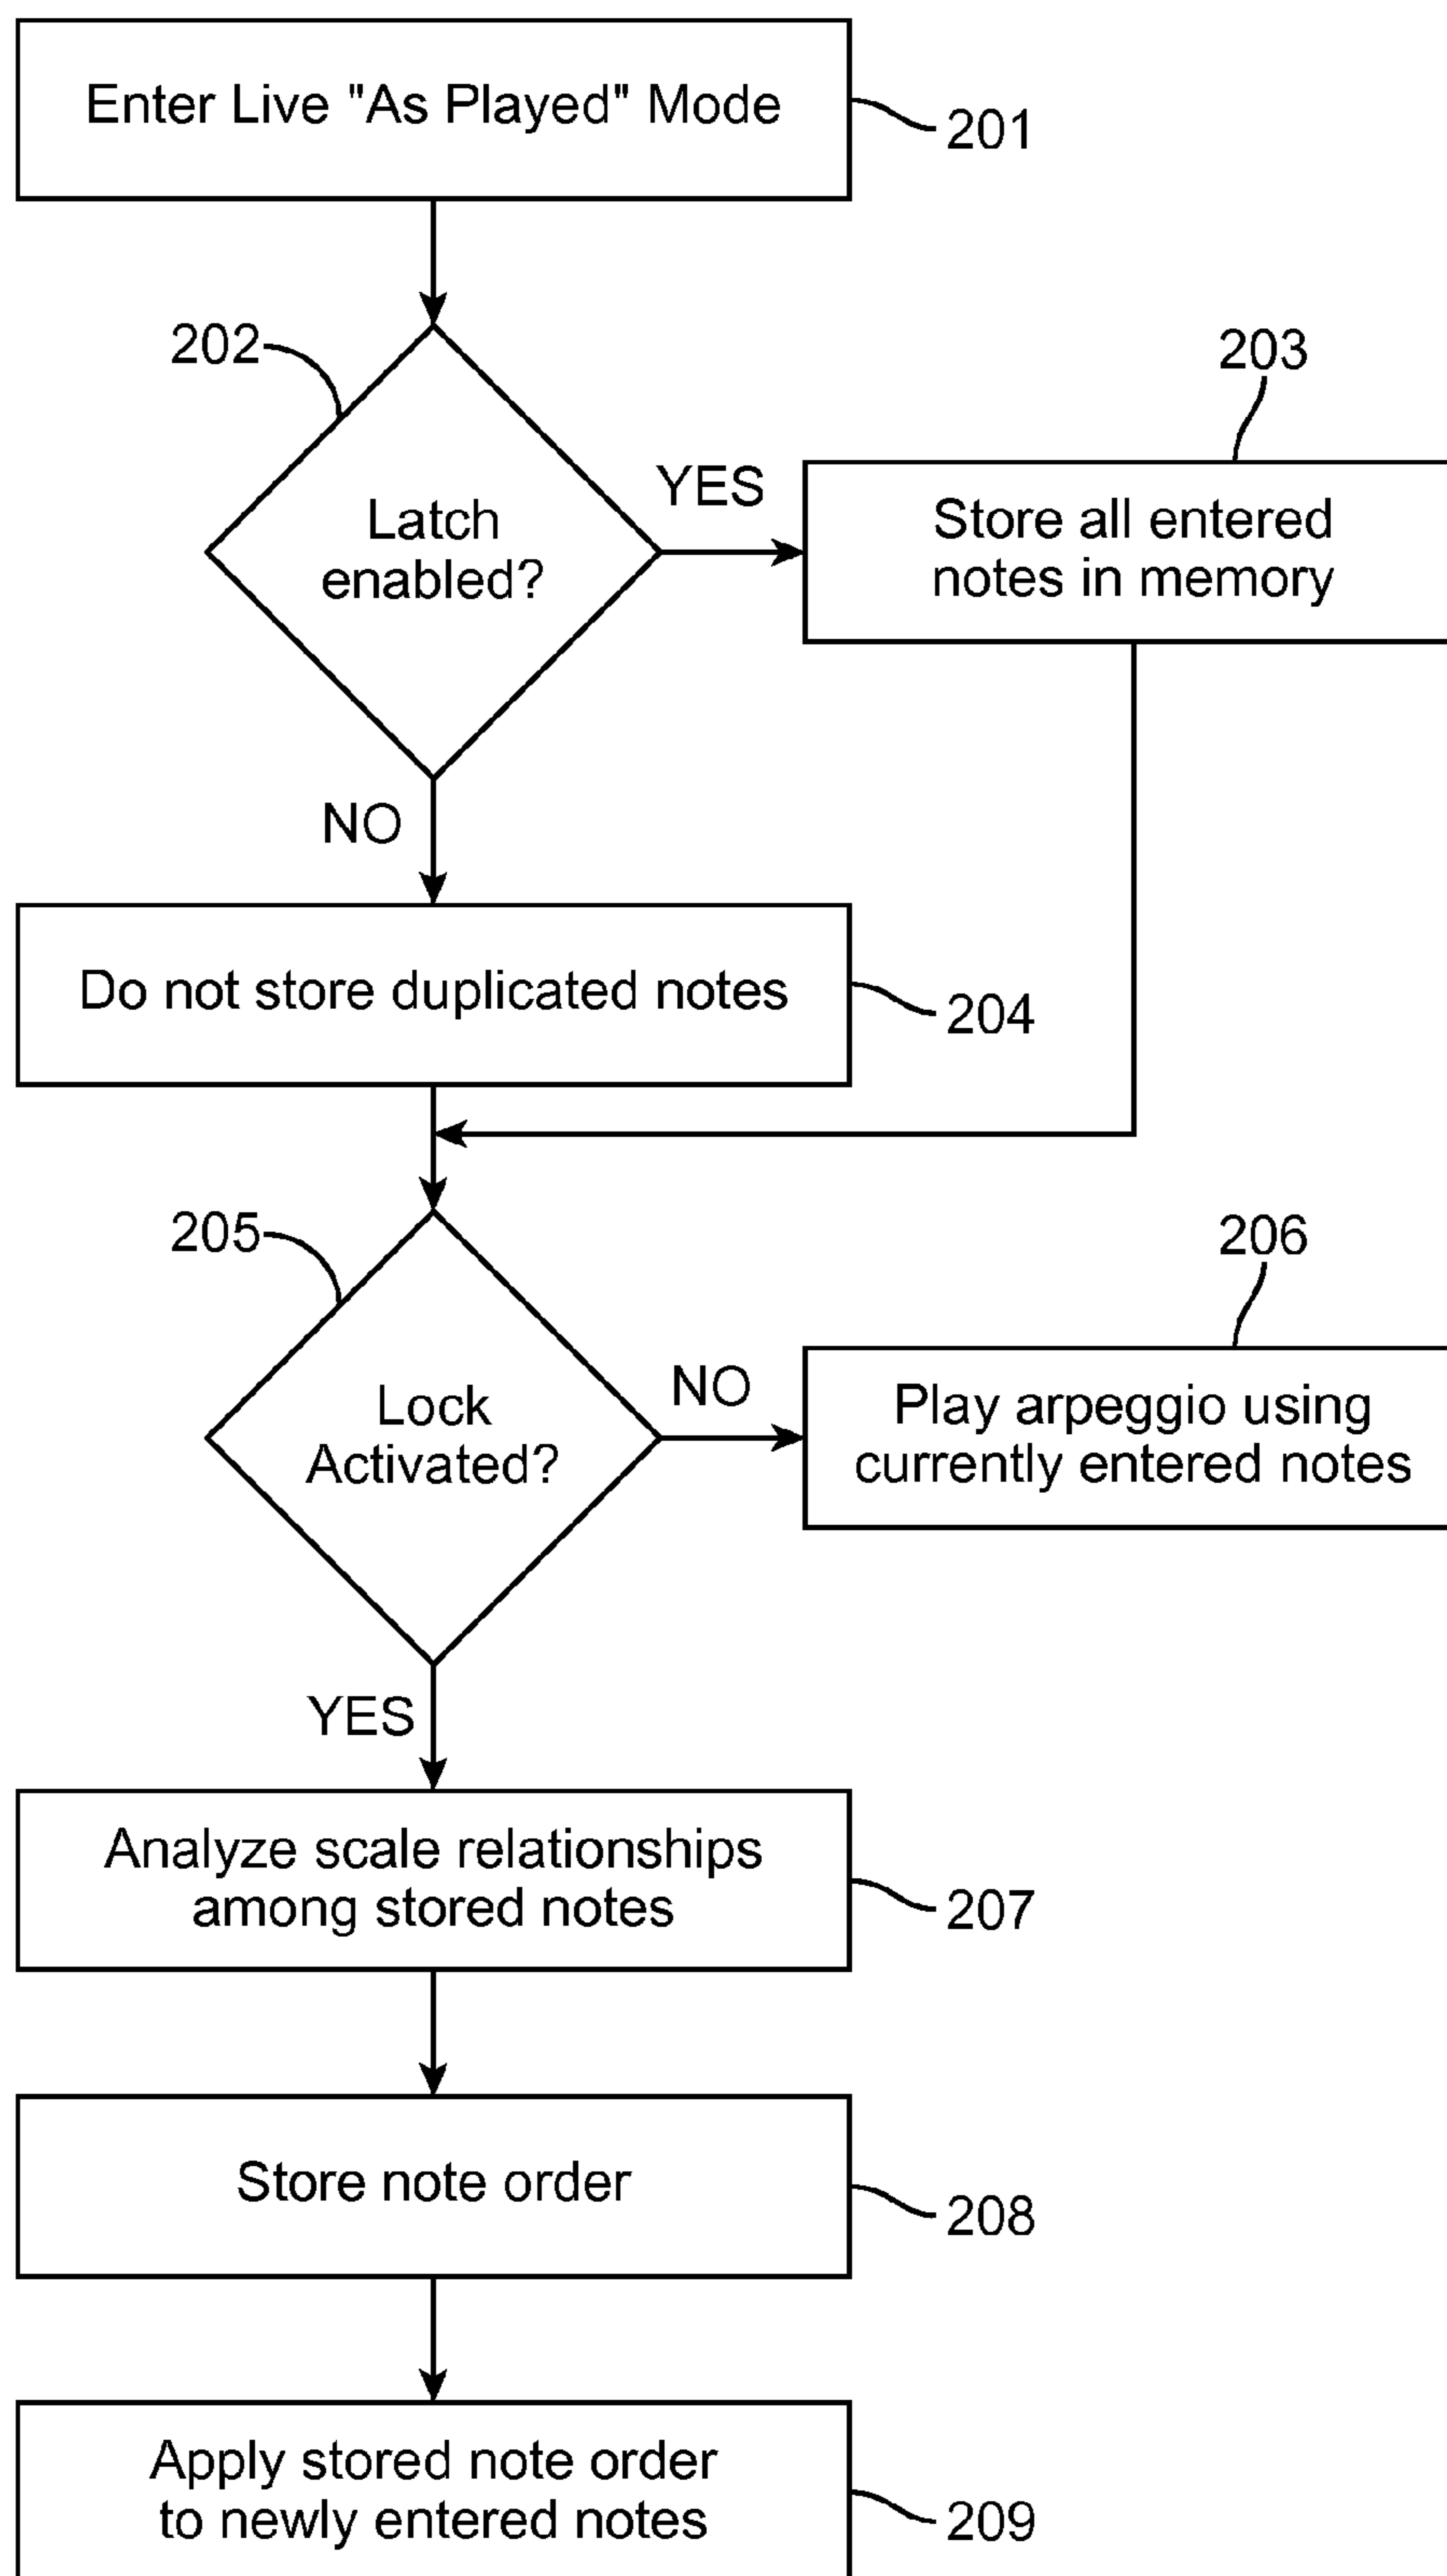 Enter Live "As Played" Mode
201
202
203
Latch
enabled?
YES
Store all entered
notes in memory
NO
Do not store duplicated notes
204
205
206
Lock
Activated?
NO
Play arpeggio using
currently entered notes
YES
Analyze scale relationships
among stored notes
207
Store note order
208
Apply stored note order
to newly entered notes
209